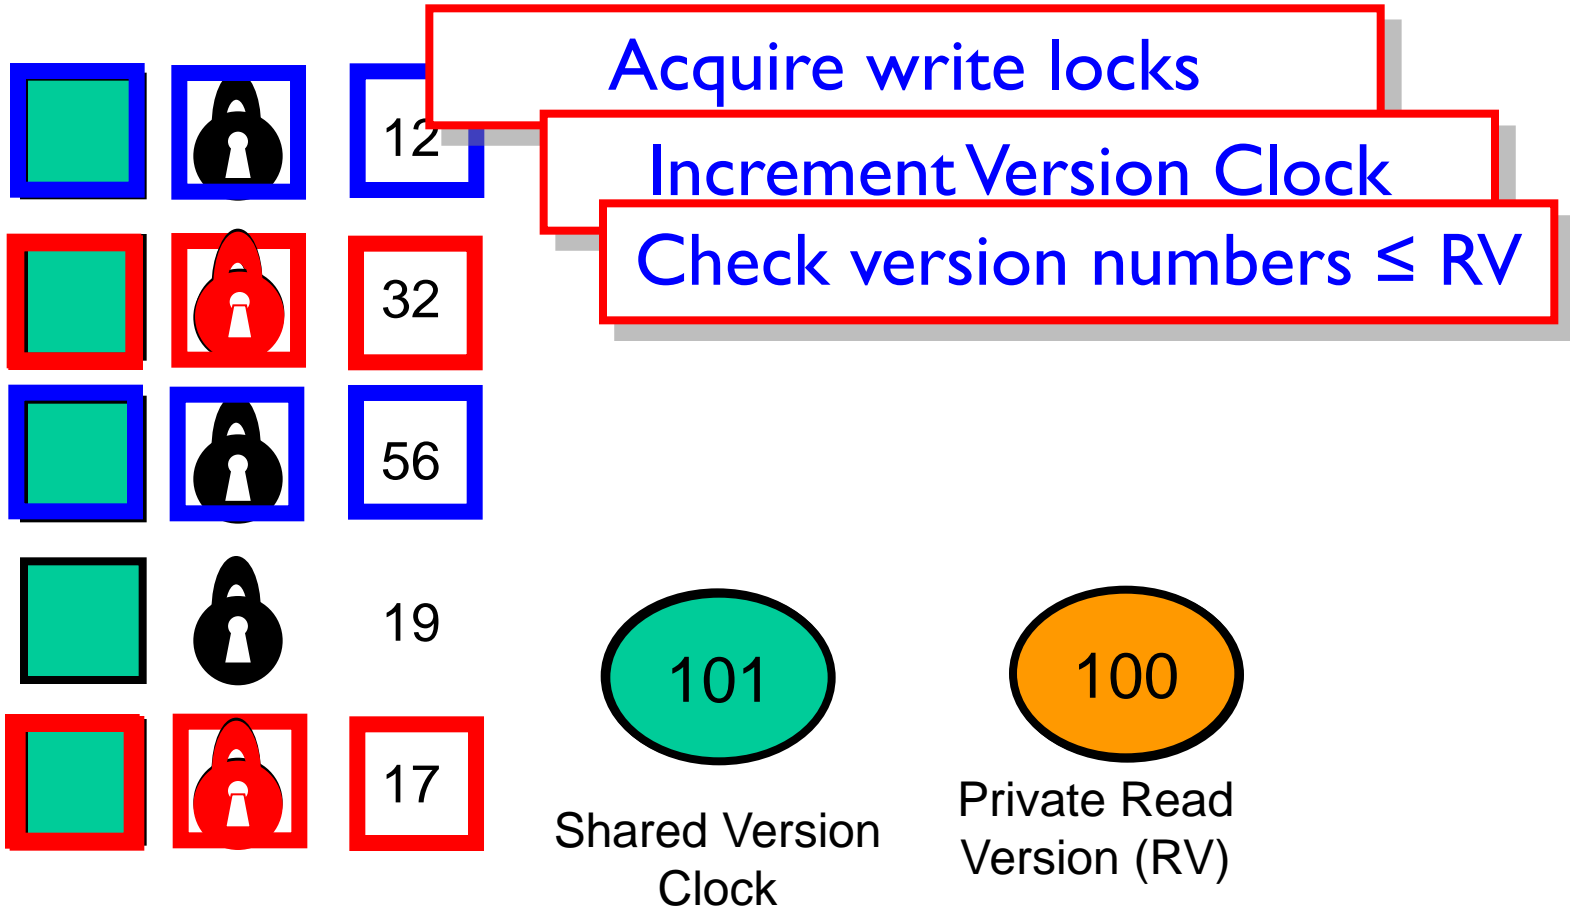 Acquire write locks
12
Increment Version Clock
Check version numbers ≤ RV
32
56
19
101
100
17
Private Read
Version (RV)
Shared Version
Clock